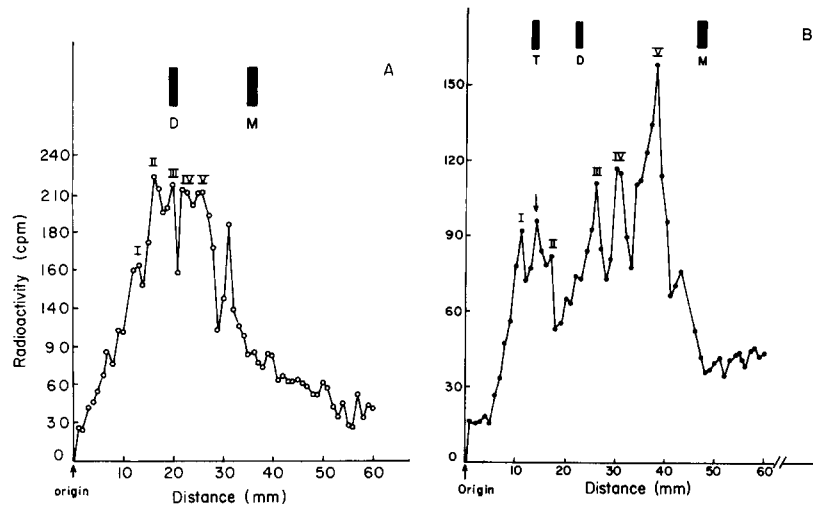 A
D M
II III IV V
I
240
210
180
160
140
90
60
30
0
10 20 30 40 50 60
origin
Distance (mm)
Radioactivity (cpm)
B
T D M
V
III IV
I II
150
120
90
60
30
0
10 20 30 40 50 60
Origin
Distance (mm)